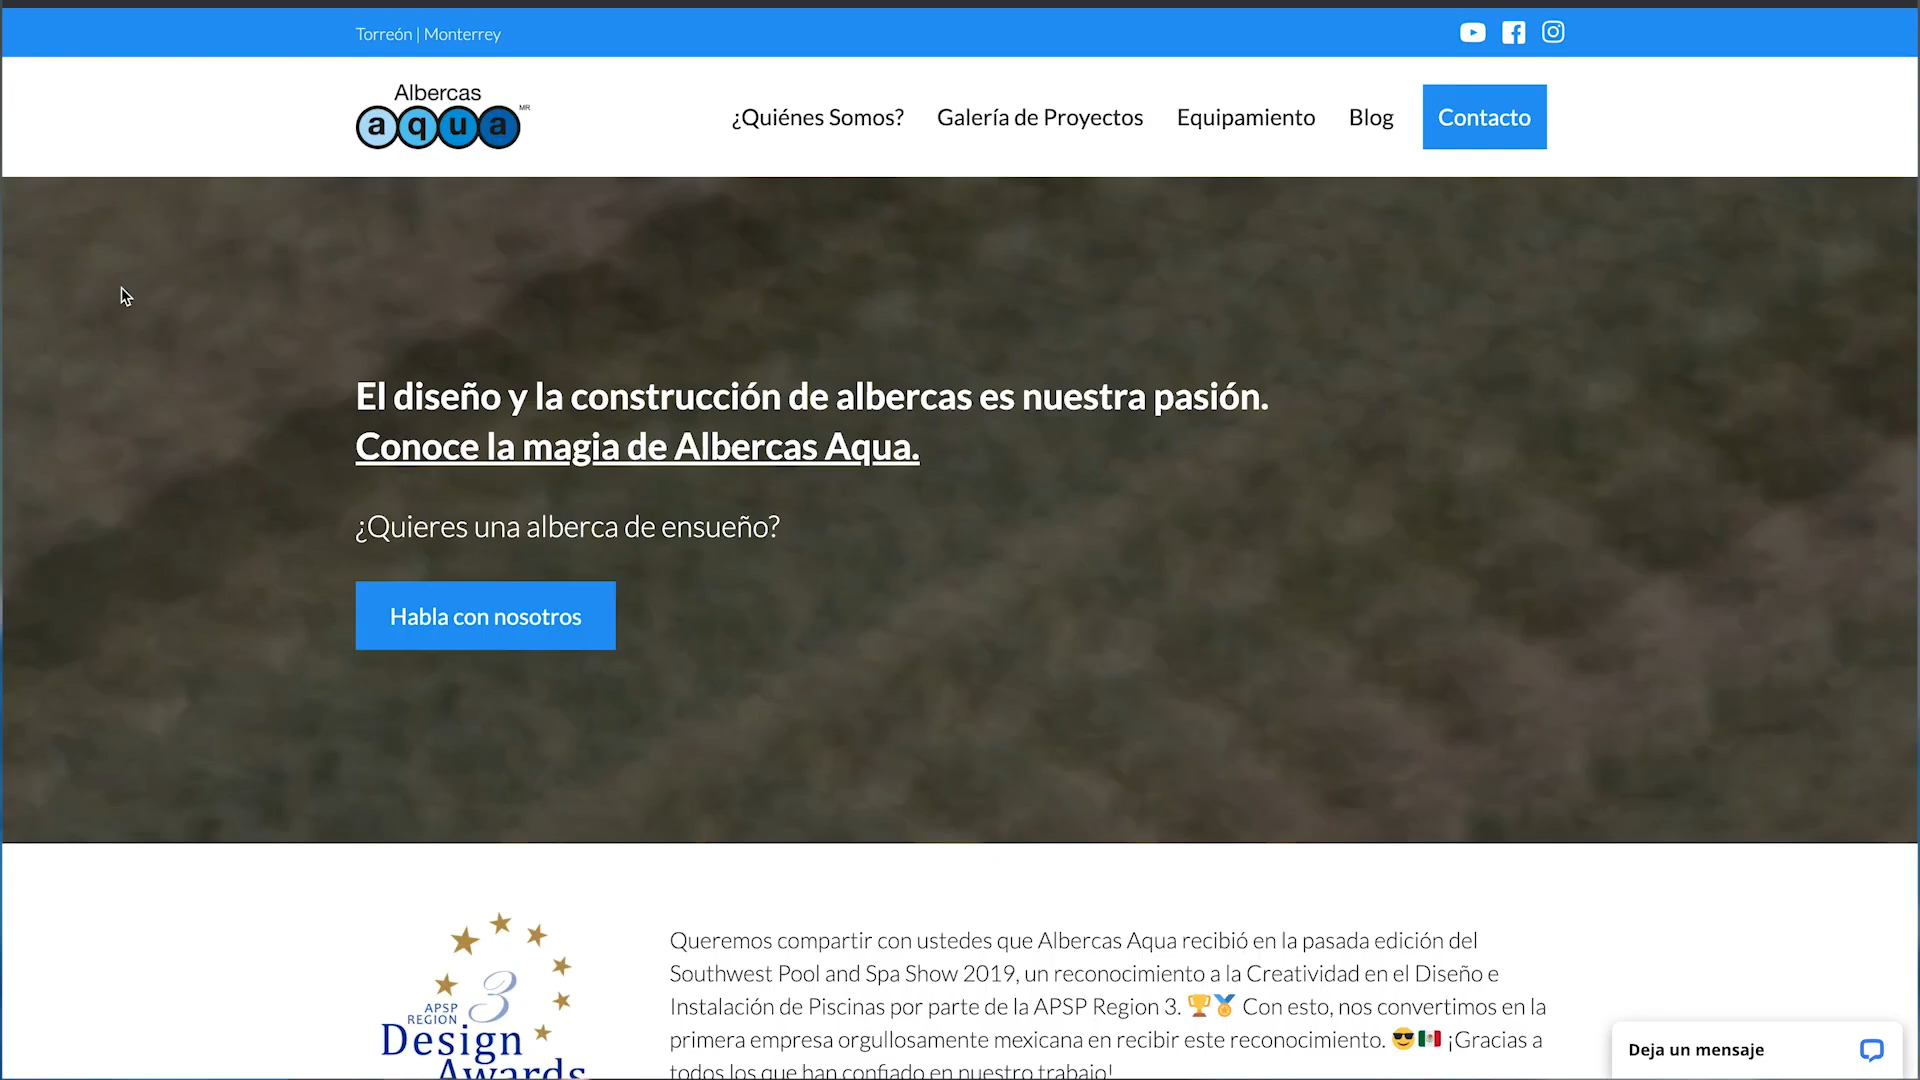 Torreón | Monterrey
Albercas
aqua MR
¿Quiénes Somos?
Galería de Proyectos
Equipamiento
Blog
Contacto
El diseño y la construcción de albercas es nuestra pasión.
Conoce la magia de Albercas Aqua.
¿Quieres una alberca de ensueño?
Habla con nosotros
APSP
REGION 3
Design
Awards
Queremos compartir con ustedes que Albercas Aqua recibió en la pasada edición del
Southwest Pool and Spa Show 2019, un reconocimiento a la Creatividad en el Diseño e
Instalación de Piscinas por parte de la APSP Region 3. 🏆🏅 Con esto, nos convertimos en la
primera empresa orgullosamente mexicana en recibir este reconocimiento. 😎🇲🇽 ¡Gracias a
todos los que han confiado en nuestro trabajo!
Deja un mensaje